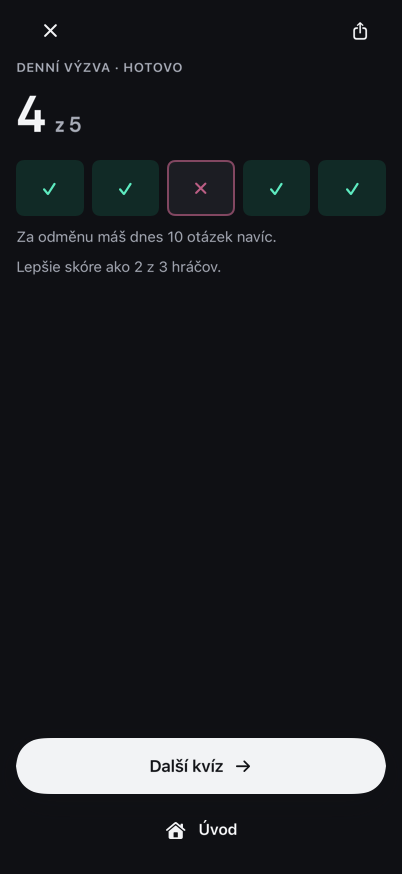 DENNÍ VÝZVA · HOTOVO
4 z 5
Za odměnu máš dnes 10 otázek navíc.
Lepšie skóre ako 2 z 3 hráčov.
Další kvíz →
Úvod